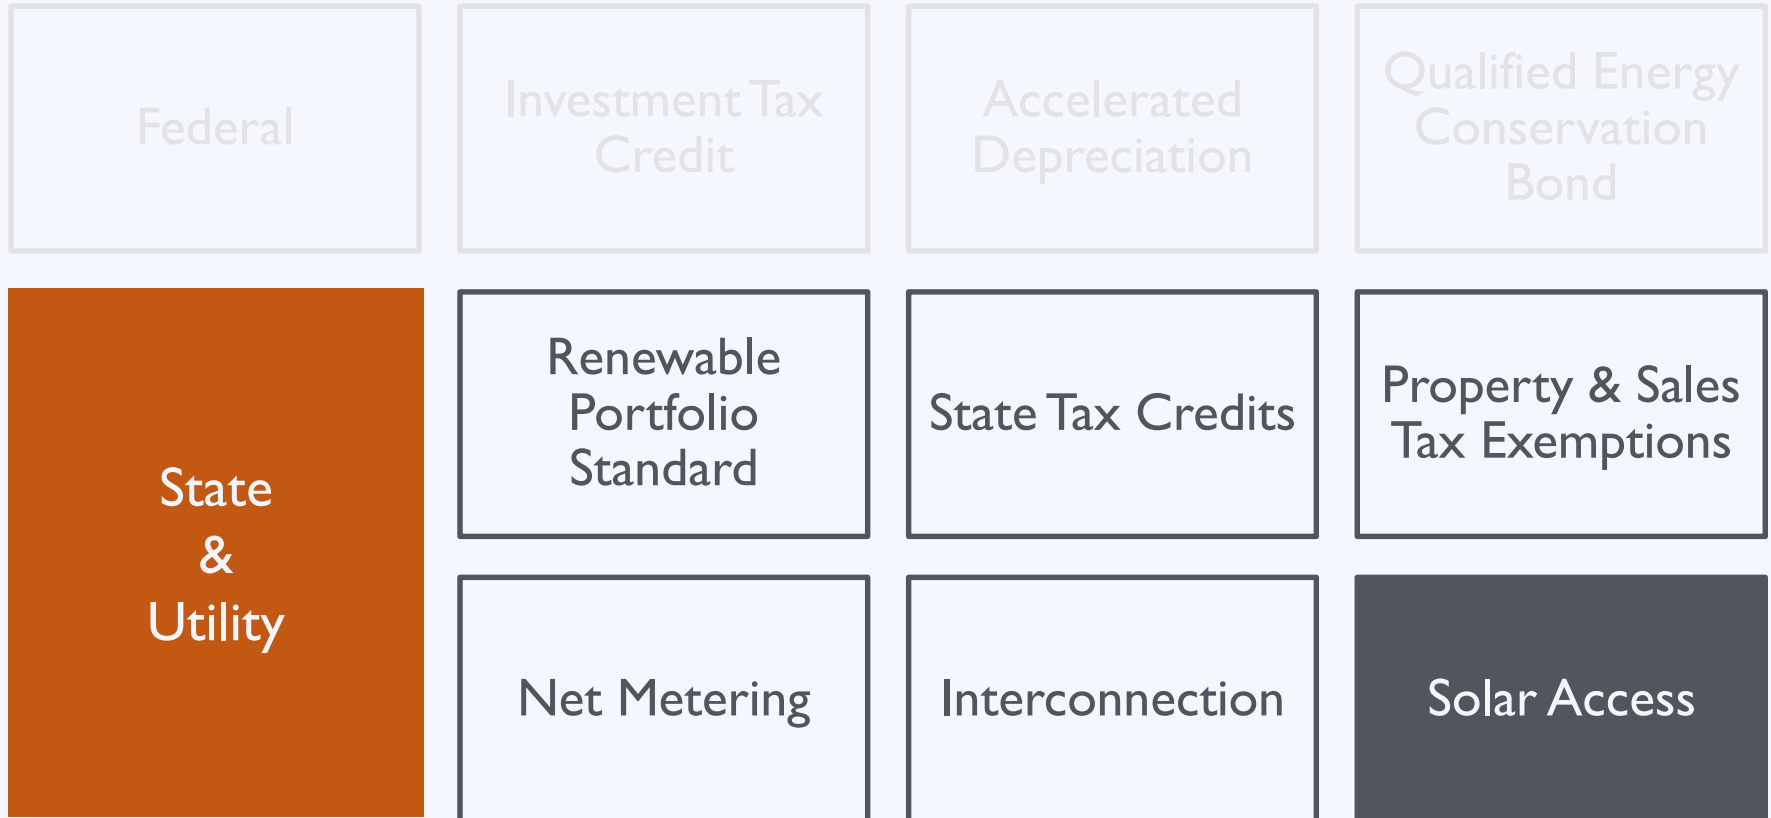 Federal
Investment Tax
Credit
Accelerated
Depreciation
Qualified Energy
Conservation
Bond
State
&
Utility
Renewable
Portfolio
Standard
State Tax Credits
Property & Sales
Tax Exemptions
Net Metering
Interconnection
Solar Access